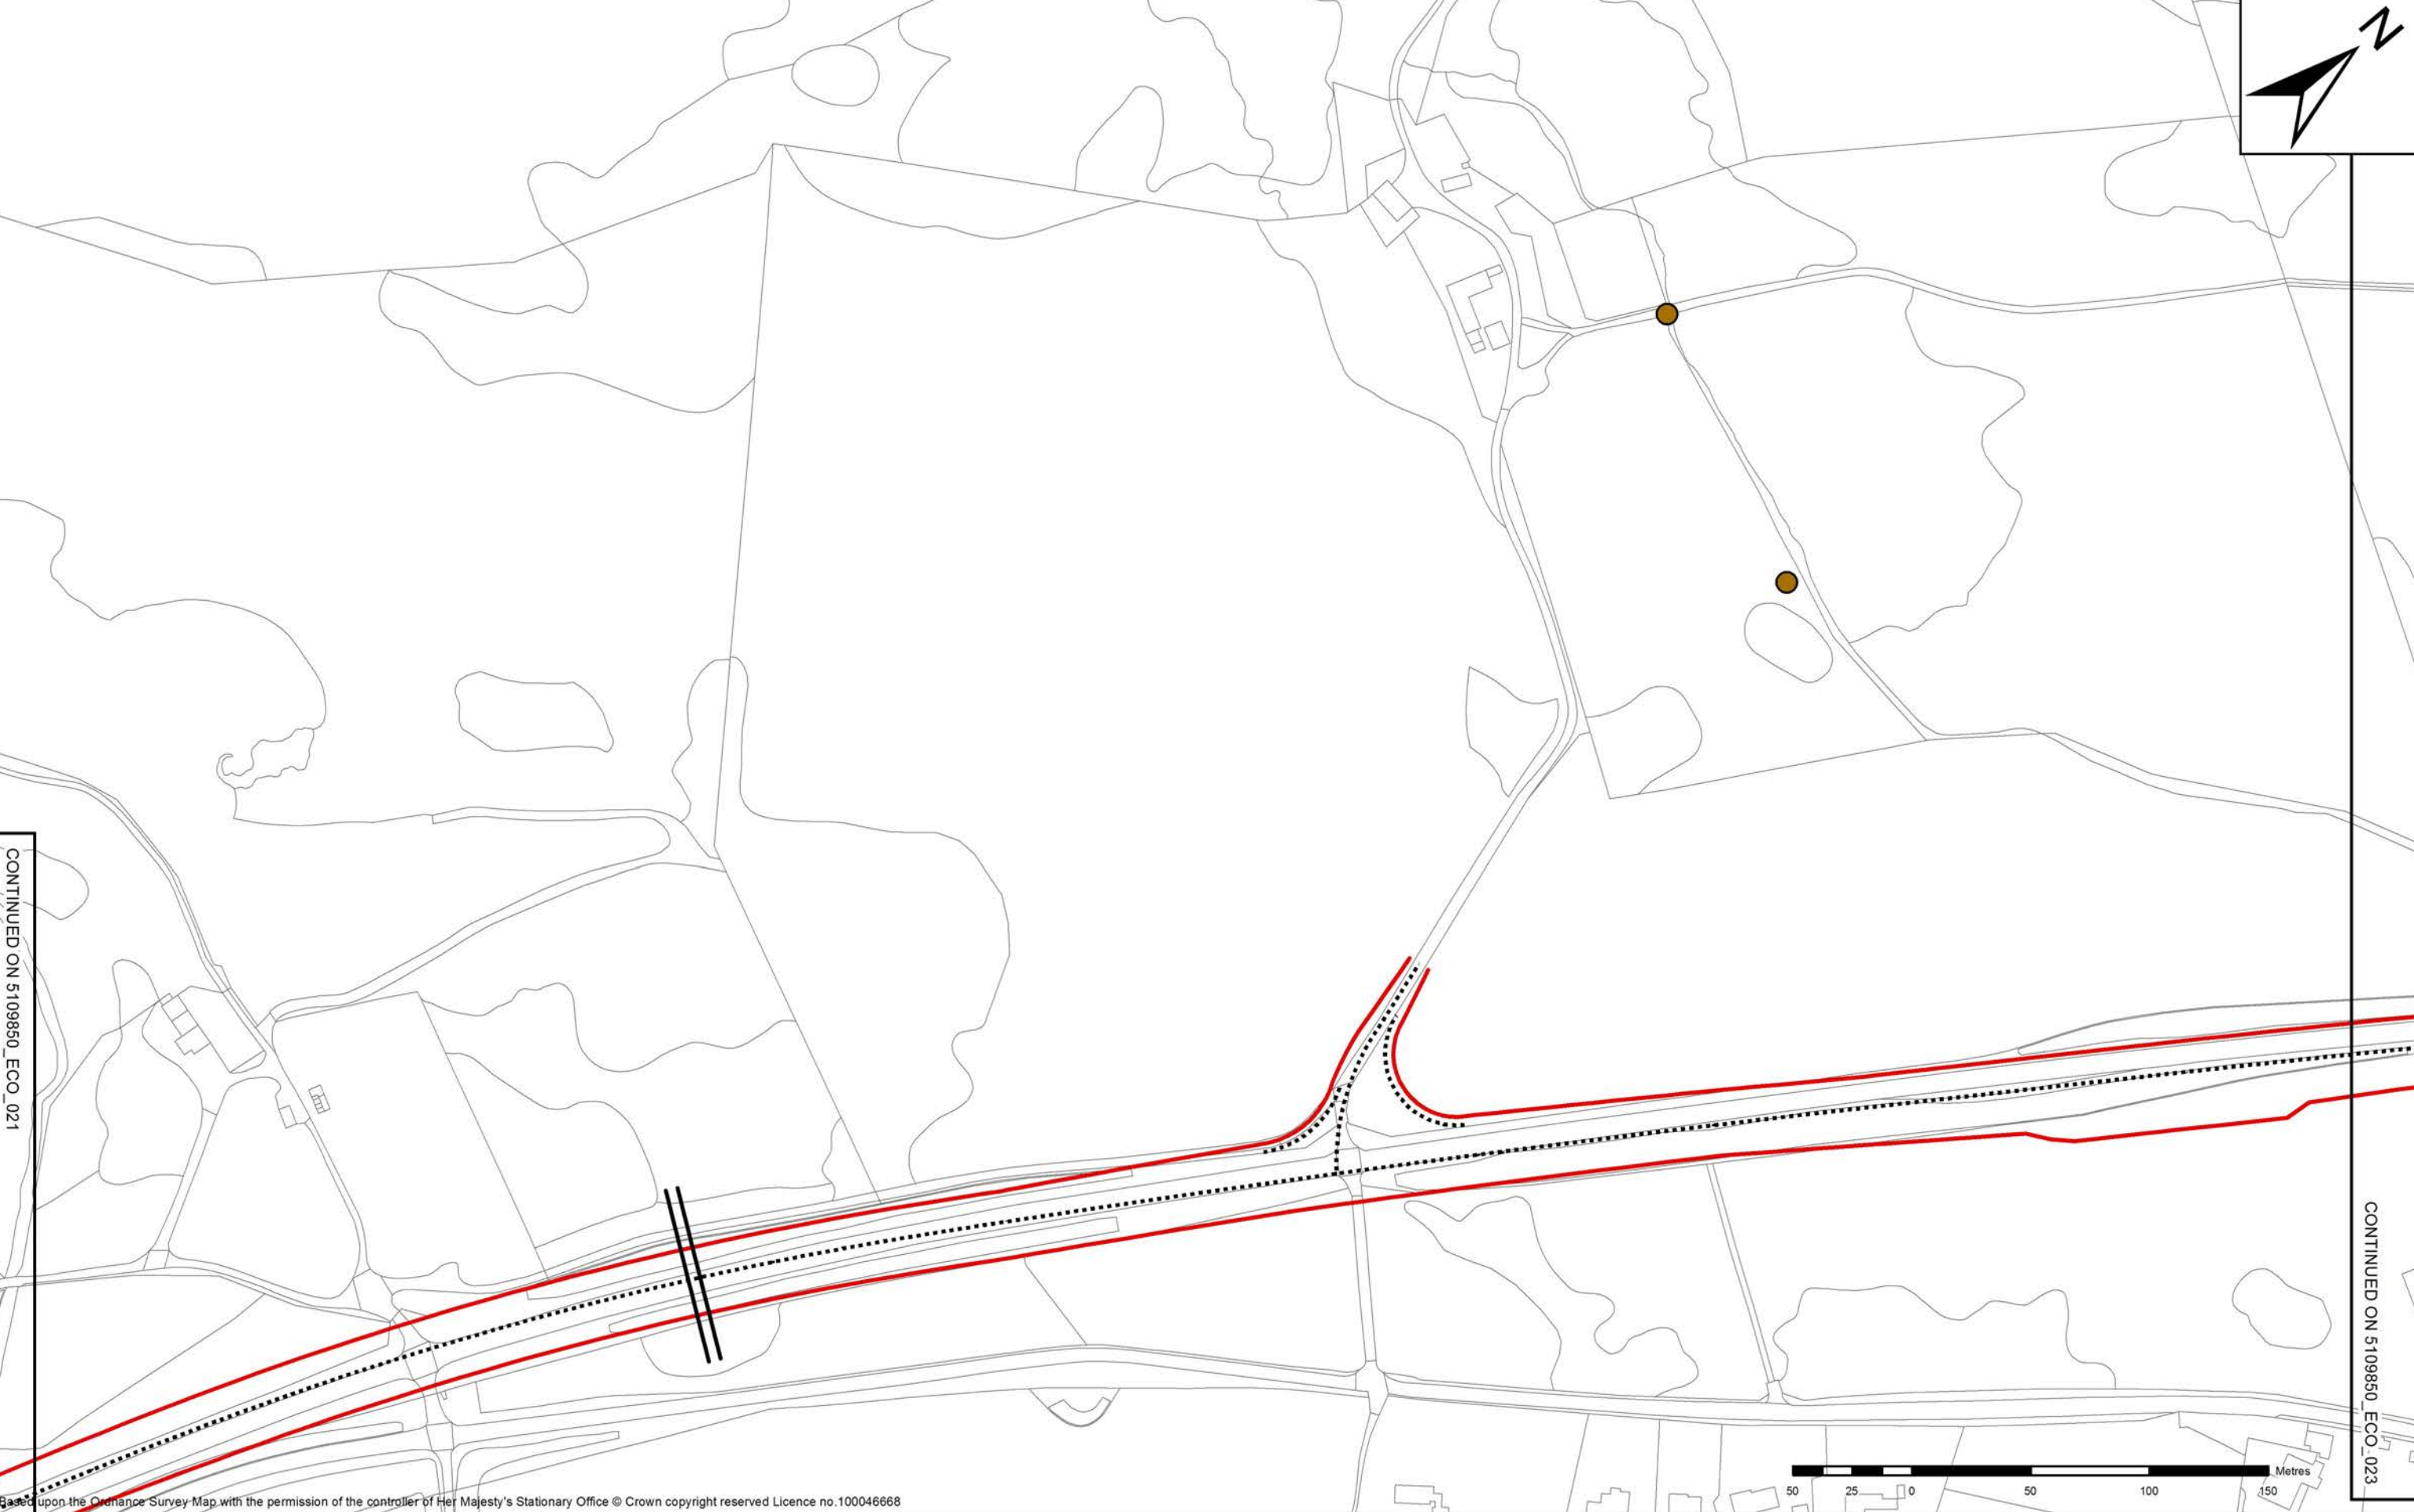 N
CONTINUED ON 5109850_ECO_021
CONTINUED ON 5109850_ECO_023
Metres
50 25 0 50 100 150
Based upon the Ordnance Survey Map with the permission of the controller of Her Majesty's Stationary Office © Crown copyright reserved Licence no.100046668